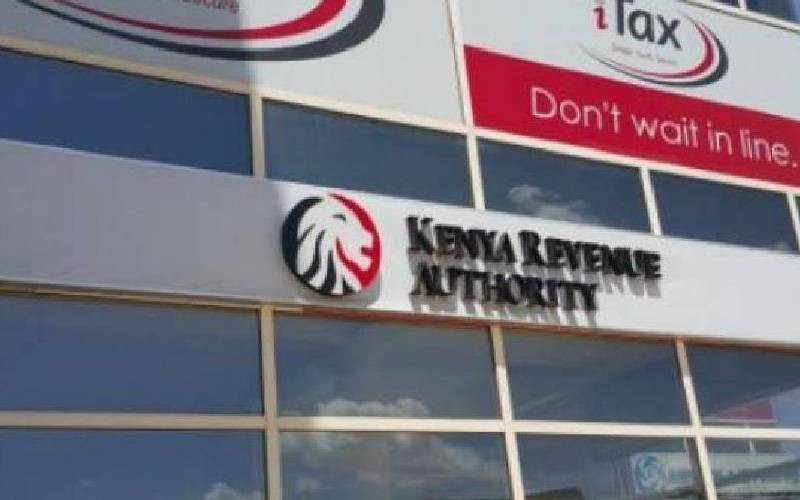 iTax
Don't wait in line.
KENYA REVENUE
AUTHORITY